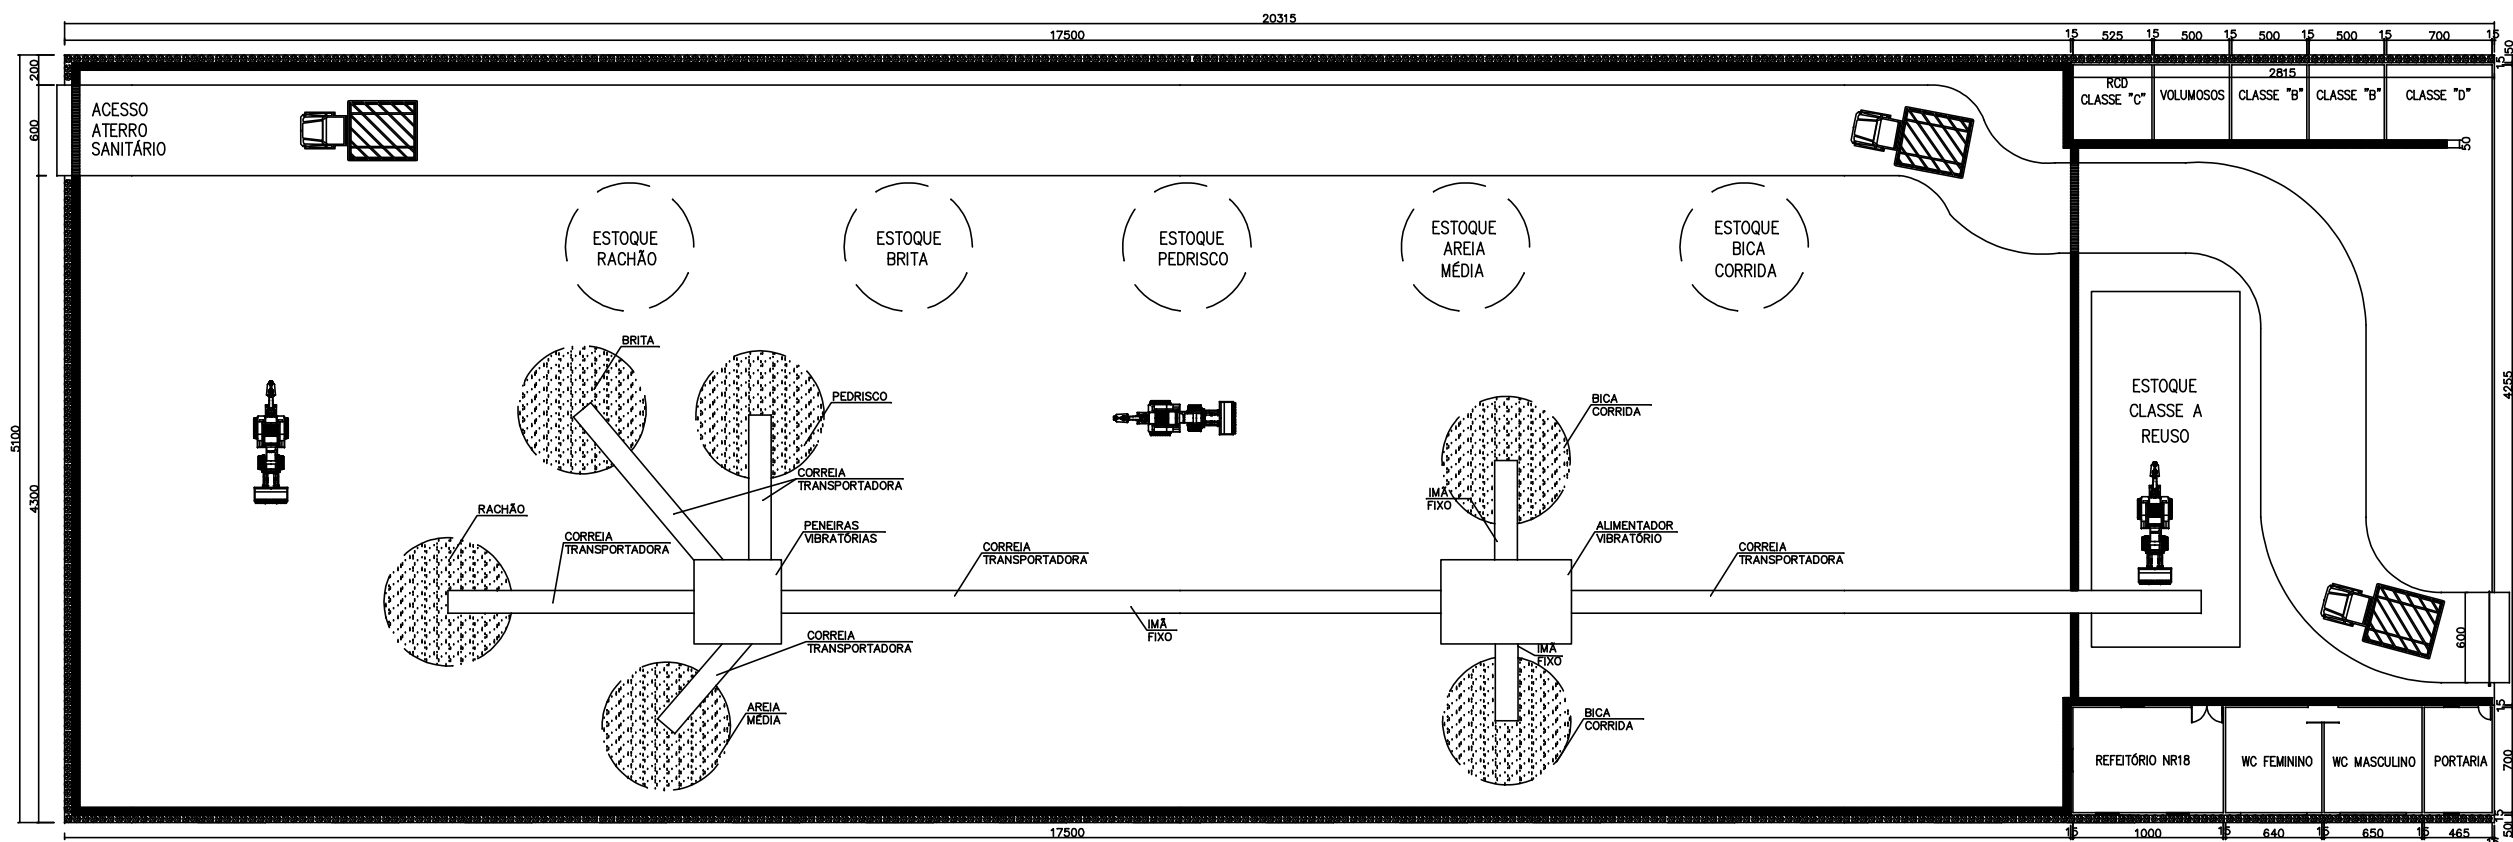 20315
17500
15
525
15
500
15
500
15
500
15
700
15
50
15
200
600
4300
5100
2815
ACESSO
ATERRO
SANITÁRIO
RCD
CLASSE "C"
VOLUMOSOS
CLASSE "B"
CLASSE "B"
CLASSE "D"
50
ESTOQUE
RACHÃO
ESTOQUE
BRITA
ESTOQUE
PEDRISCO
ESTOQUE
AREIA
MÉDIA
ESTOQUE
BICA
CORRIDA
BRITA
PEDRISCO
CORREIA
TRANSPORTADORA
RACHÃO
CORREIA
TRANSPORTADORA
PENEIRAS
VIBRATÓRIAS
CORREIA
TRANSPORTADORA
IMÃ
FIXO
CORREIA
TRANSPORTADORA
AREIA
MÉDIA
BICA
CORRIDA
IMÃ
FIXO
ALIMENTADOR
VIBRATÓRIO
CORREIA
TRANSPORTADORA
IMÃ
FIXO
BICA
CORRIDA
ESTOQUE
CLASSE A
REUSO
4255
600
15
700
15
50
REFEITÓRIO NR18
WC FEMININO
WC MASCULINO
PORTARIA
17500
15
1000
15
640
15
650
15
465
15